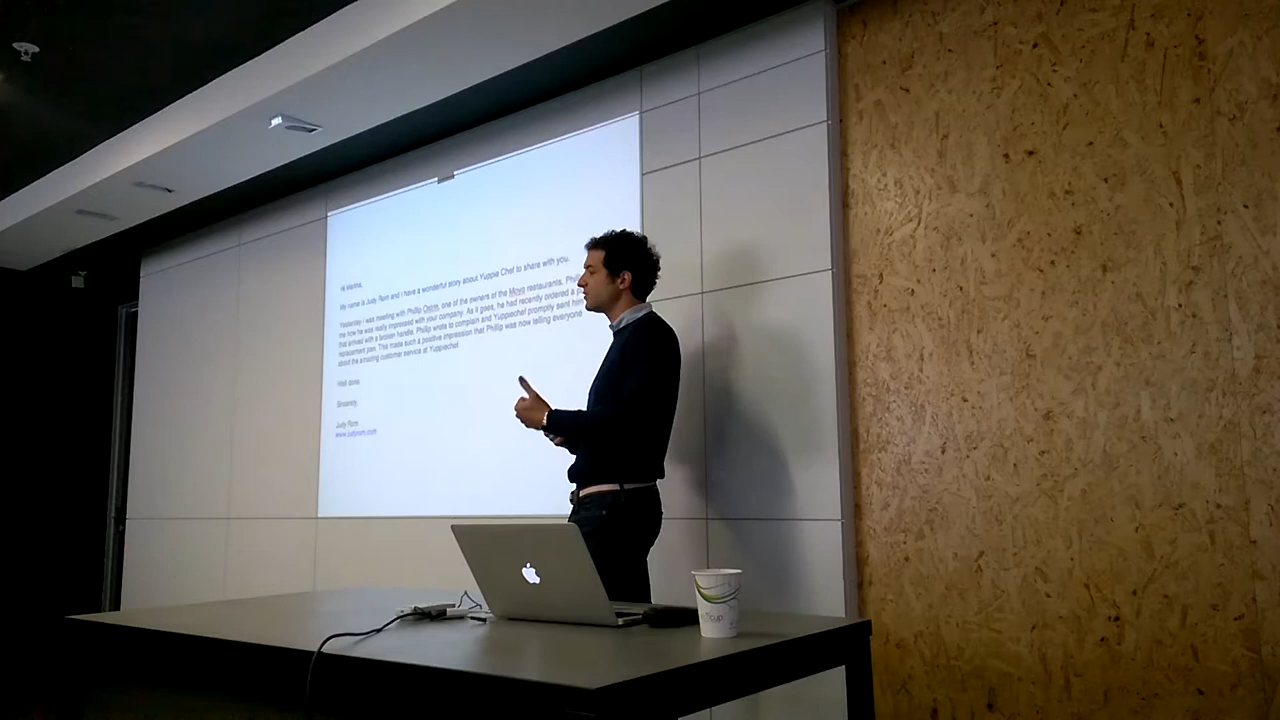 Hi Marina,
My name is Judy Rom and I have a wonderful story about Yuppie Chef to share with you.
Yesterday I was meeting with Phillip Ostrin, one of the owners of the Moyo restaurants.
me how he was really impressed with your company. As it goes, he had recently ordered a
that arrived with a broken handle. Phillip wrote to complain and Yuppiechef promptly sent him
replacement pan. This made such a positive impression that Phillip was now telling everyone
about the amazing customer service at Yuppiechef
Well done.
Sincerely,
Judy Rom
www.judyrom.com